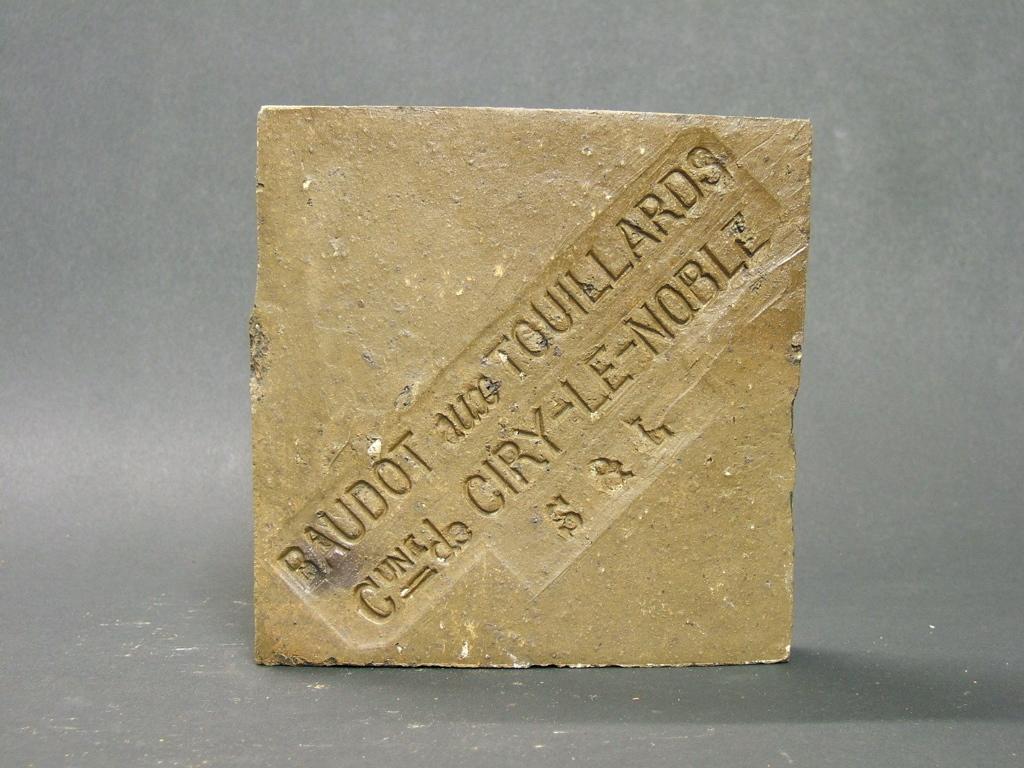 BAUDOT aux TOUILLARDS
CUNE de CIRY-LE-NOBLE
S & L